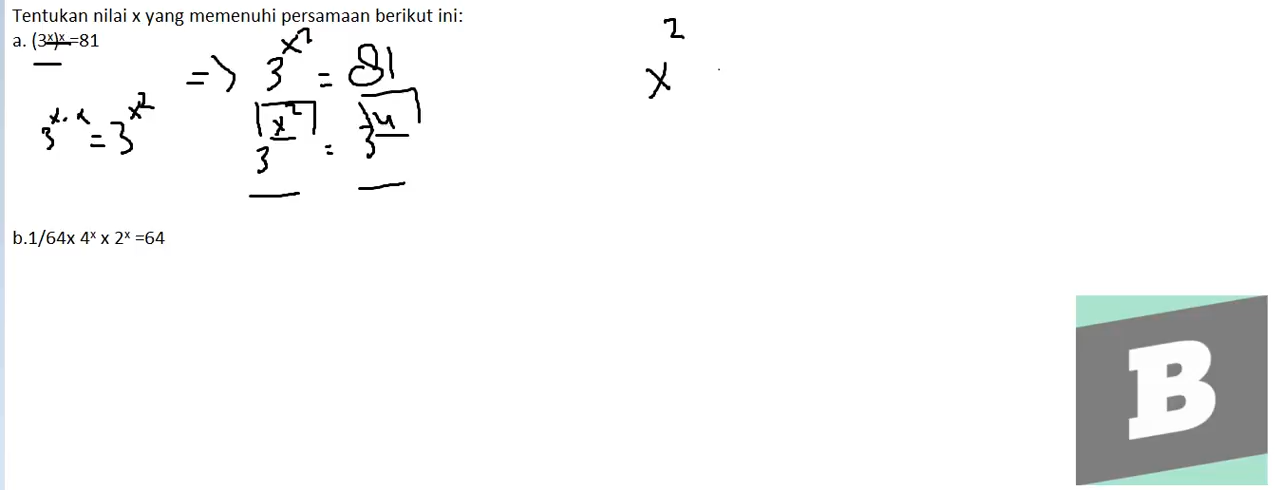 Tentukan nilai x yang memenuhi persamaan berikut ini:
a. (3ˣ)ˣ =81
=> 3^x² = 81
3^x·x = 3^x²
3^x² = 3^4
x²
b.1/64x 4ˣ x 2ˣ =64
B